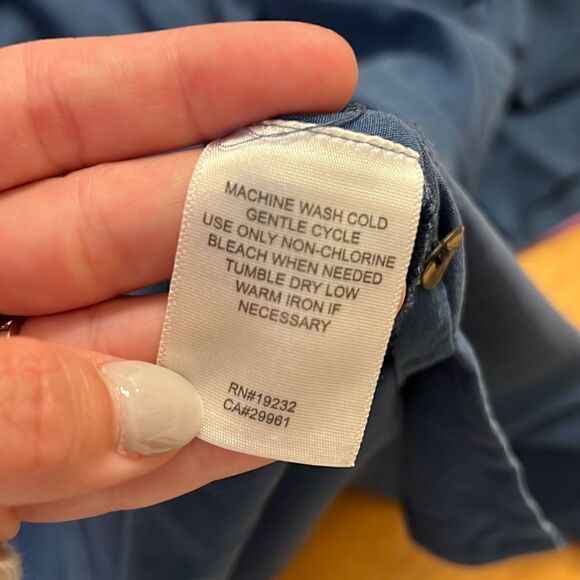 MACHINE WASH COLD
GENTLE CYCLE
USE ONLY NON-CHLORINE
BLEACH WHEN NEEDED
TUMBLE DRY LOW
WARM IRON IF
NECESSARY
RN#19232
CA#29961